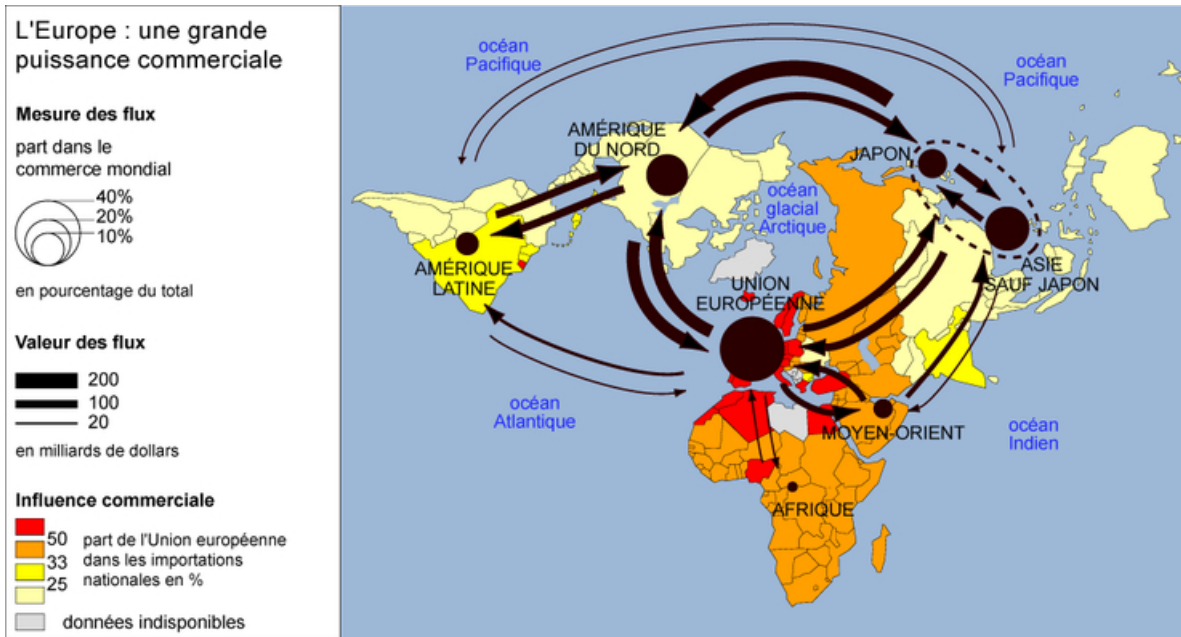 L'Europe : une grande
puissance commerciale
Mesure des flux
part dans le
commerce mondial
40%
20%
10%
en pourcentage du total
Valeur des flux
200
100
20
en milliards de dollars
Influence commerciale
50
33
25
part de l'Union européenne
dans les importations
nationales en %
données indisponibles
océan
Pacifique
océan
Pacifique
AMÉRIQUE
DU NORD
JAPON
océan
glacial
Arctique
AMÉRIQUE
LATINE
UNION
EUROPÉENNE
ASIE
SAUF JAPON
océan
Atlantique
MOYEN-ORIENT
océan
Indien
AFRIQUE